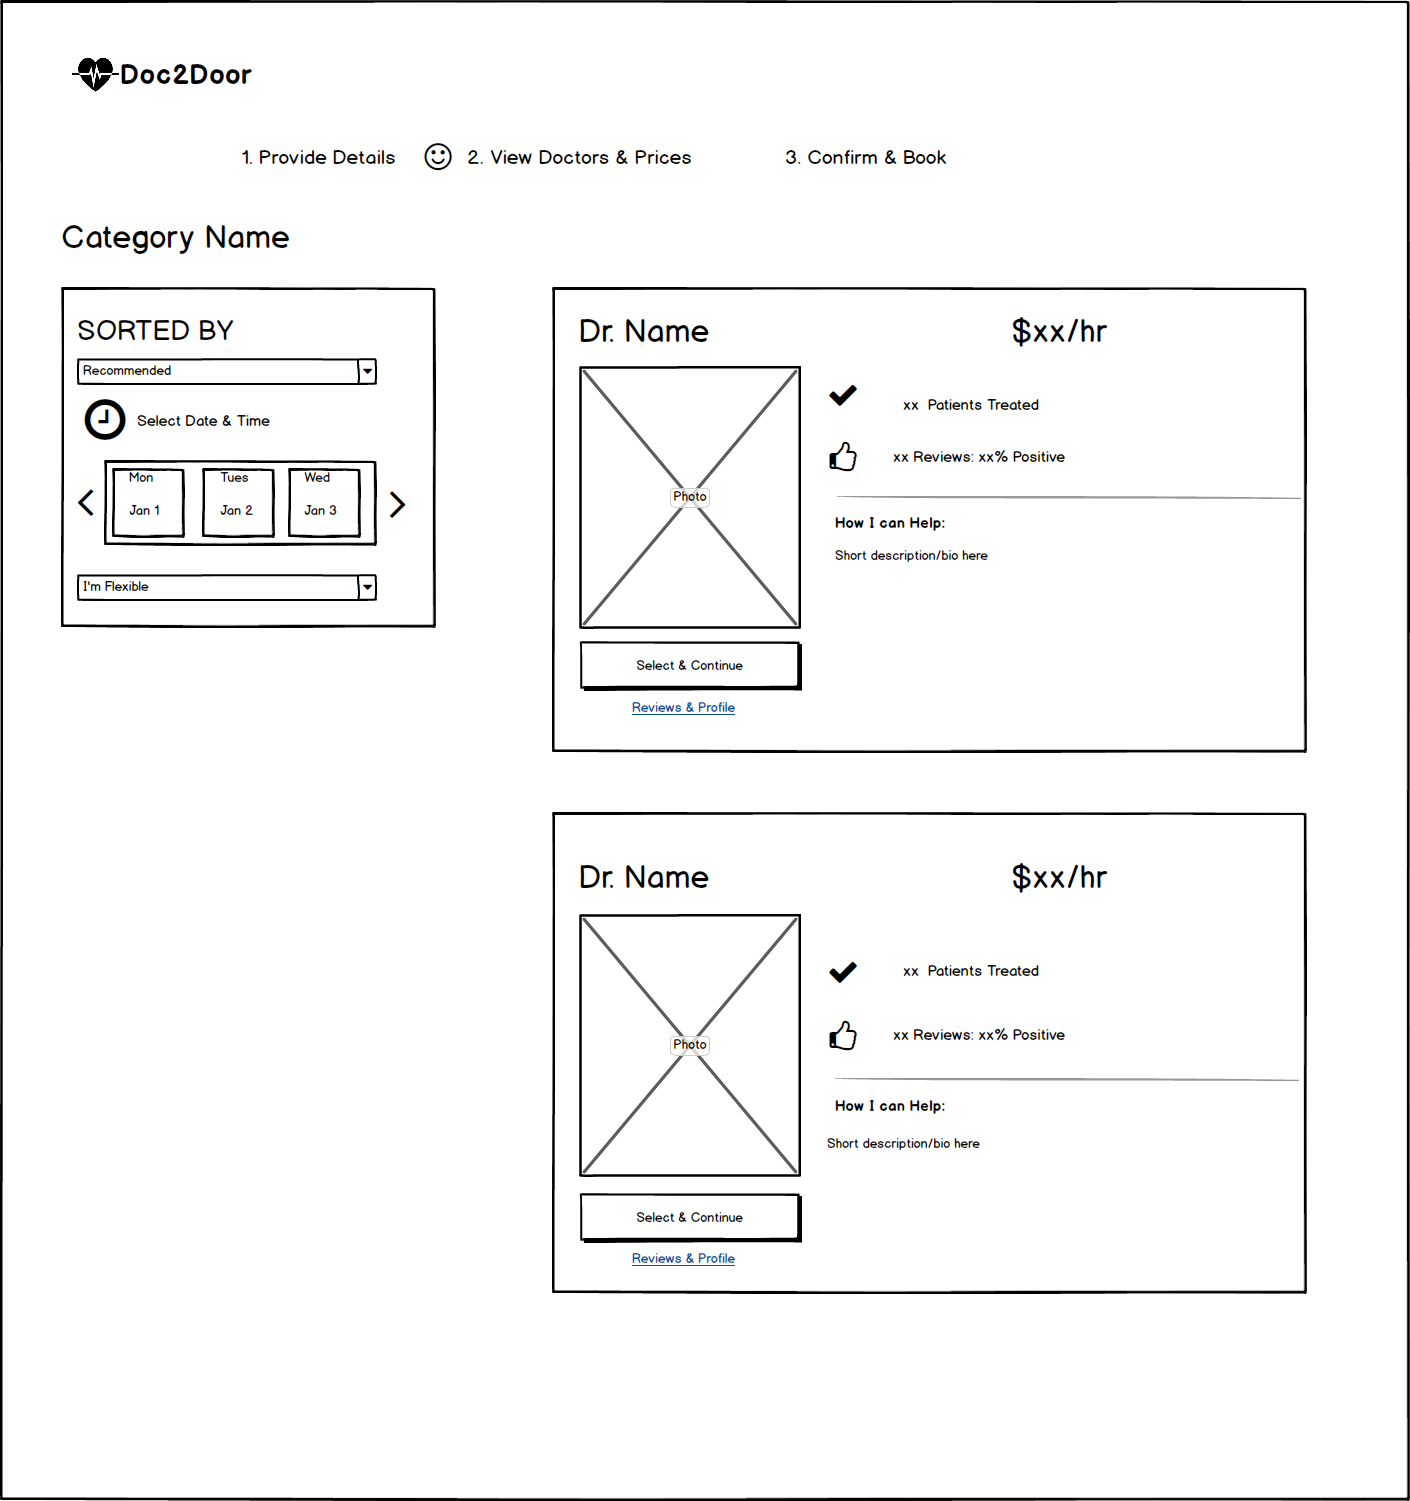 Doc2Door
1. Provide Details
2. View Doctors & Prices
3. Confirm & Book
Category Name
SORTED BY
Recommended
Select Date & Time
Mon
Tues
Wed
Jan 1
Jan 2
Jan 3
I'm Flexible
Dr. Name
$xx/hr
xx Patients Treated
xx Reviews: xx% Positive
Photo
How I can Help:
Short description/bio here
Select & Continue
Reviews & Profile
Dr. Name
$xx/hr
xx Patients Treated
xx Reviews: xx% Positive
Photo
How I can Help:
Short description/bio here
Select & Continue
Reviews & Profile